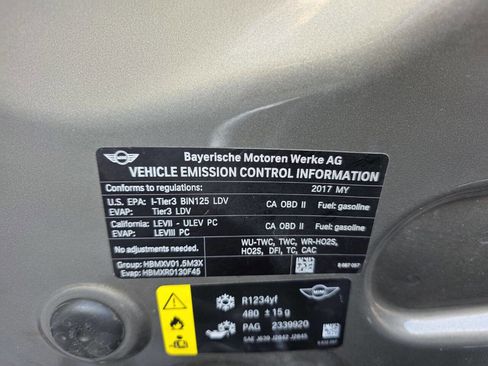 MINI
Bayerische Motoren Werke AG
VEHICLE EMISSION CONTROL INFORMATION
Conforms to regulations: 2017 MY
U.S. EPA: I-Tier3 BIN125 LDV CA OBD II Fuel: gasoline
EVAP: Tier3 LDV
California: LEVII - ULEV PC CA OBD II Fuel: gasoline
EVAP: LEVIII PC
No adjustments needed. WU-TWC, TWC, WR-HO2S,
HO2S, DFI, TC, CAC
Group: HBMXV01.5M3X
Evap: HBMXR0130F45
R1234yf
480 ± 15 g
PAG 2339920
SAE J639 J2842 J2845